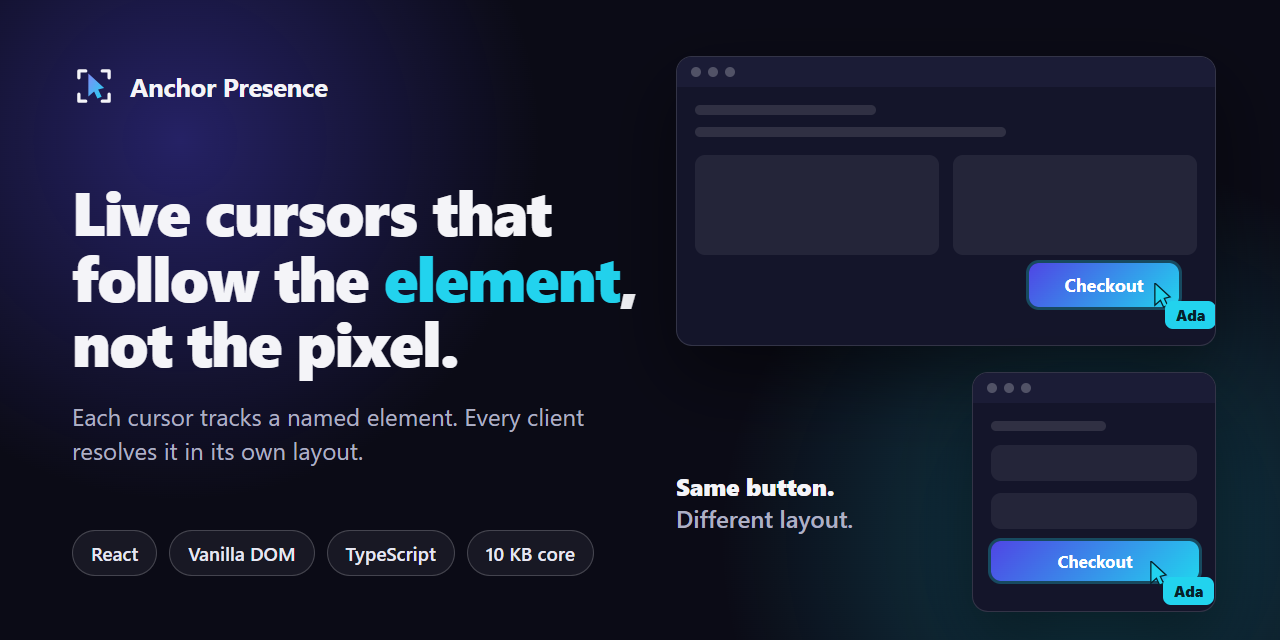 Anchor Presence
Live cursors that
follow the element,
not the pixel.
Each cursor tracks a named element. Every client
resolves it in its own layout.
React
Vanilla DOM
TypeScript
10 KB core
Checkout
Ada
Same button.
Different layout.
Checkout
Ada